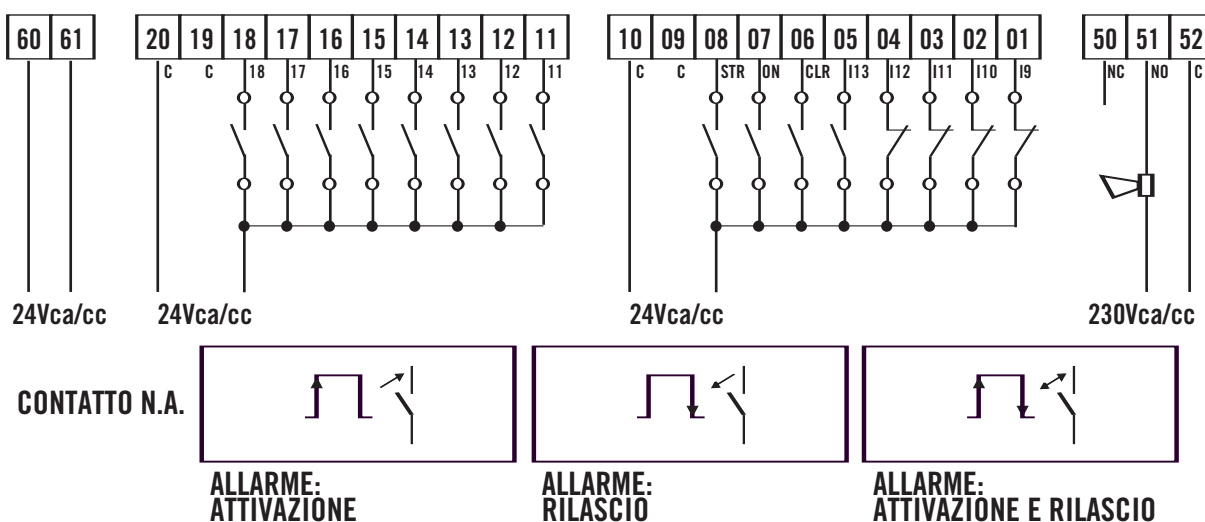 60 61 20 19 18 17 16 15 14 13 12 11 10 09 08 07 06 05 04 03 02 01 50 51 52
C C 18 17 16 15 14 13 12 11 C C STR ON CLR I13 I12 I11 I10 I9 NC NO C
24Vca/cc 24Vca/cc 24Vca/cc 230Vca/cc
CONTATTO N.A.
ALLARME:
ATTIVAZIONE
ALLARME:
RILASCIO
ALLARME:
ATTIVAZIONE E RILASCIO